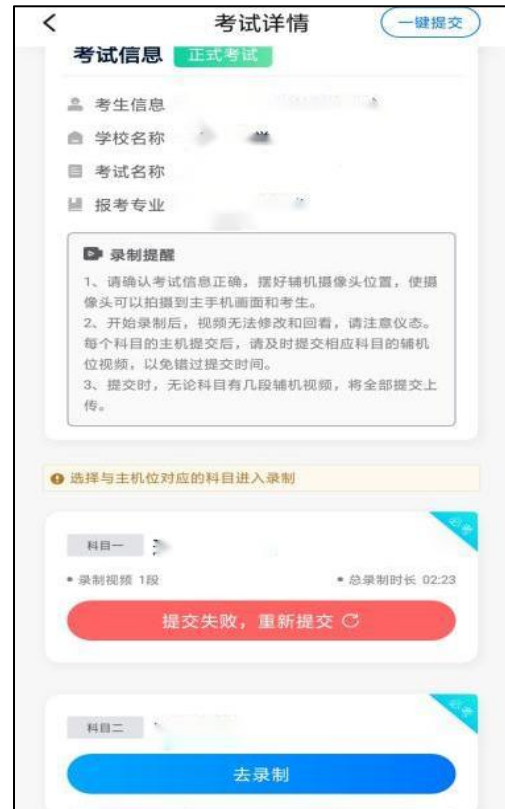 考试详情
一键提交
考试信息
正式考试
考生信息
学校名称
考试名称
报考专业
录制提醒
1、请确认考试信息正确，摆好辅机摄像头位置，使摄
像头可以拍摄到主手机画面和考生。
2、开始录制后，视频无法修改和回看，请注意仪态。
每个科目的主机提交后，请及时提交相应科目的辅机
位视频，以免错过提交时间。
3、提交时，无论科目有几段辅机视频，将全部提交上
传。
选择与主机位对应的科目进入录制
必考
科目一
录制视频 1段
总录制时长 02:23
提交失败，重新提交
必考
科目二
去录制